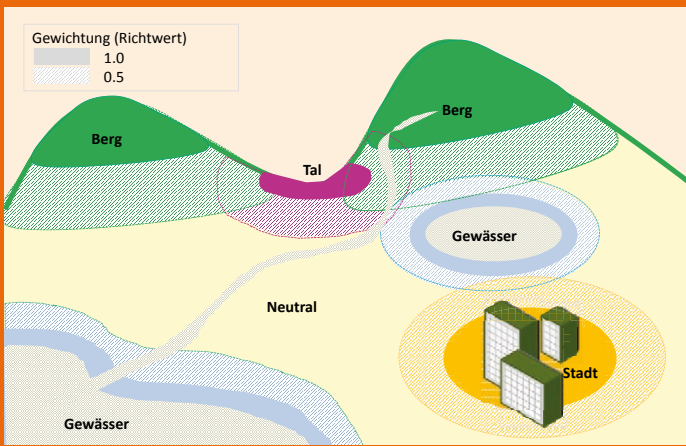 Gewichtung (Richtwert)
1.0
0.5
Berg
Berg
Tal
Gewässer
Neutral
Stadt
Gewässer